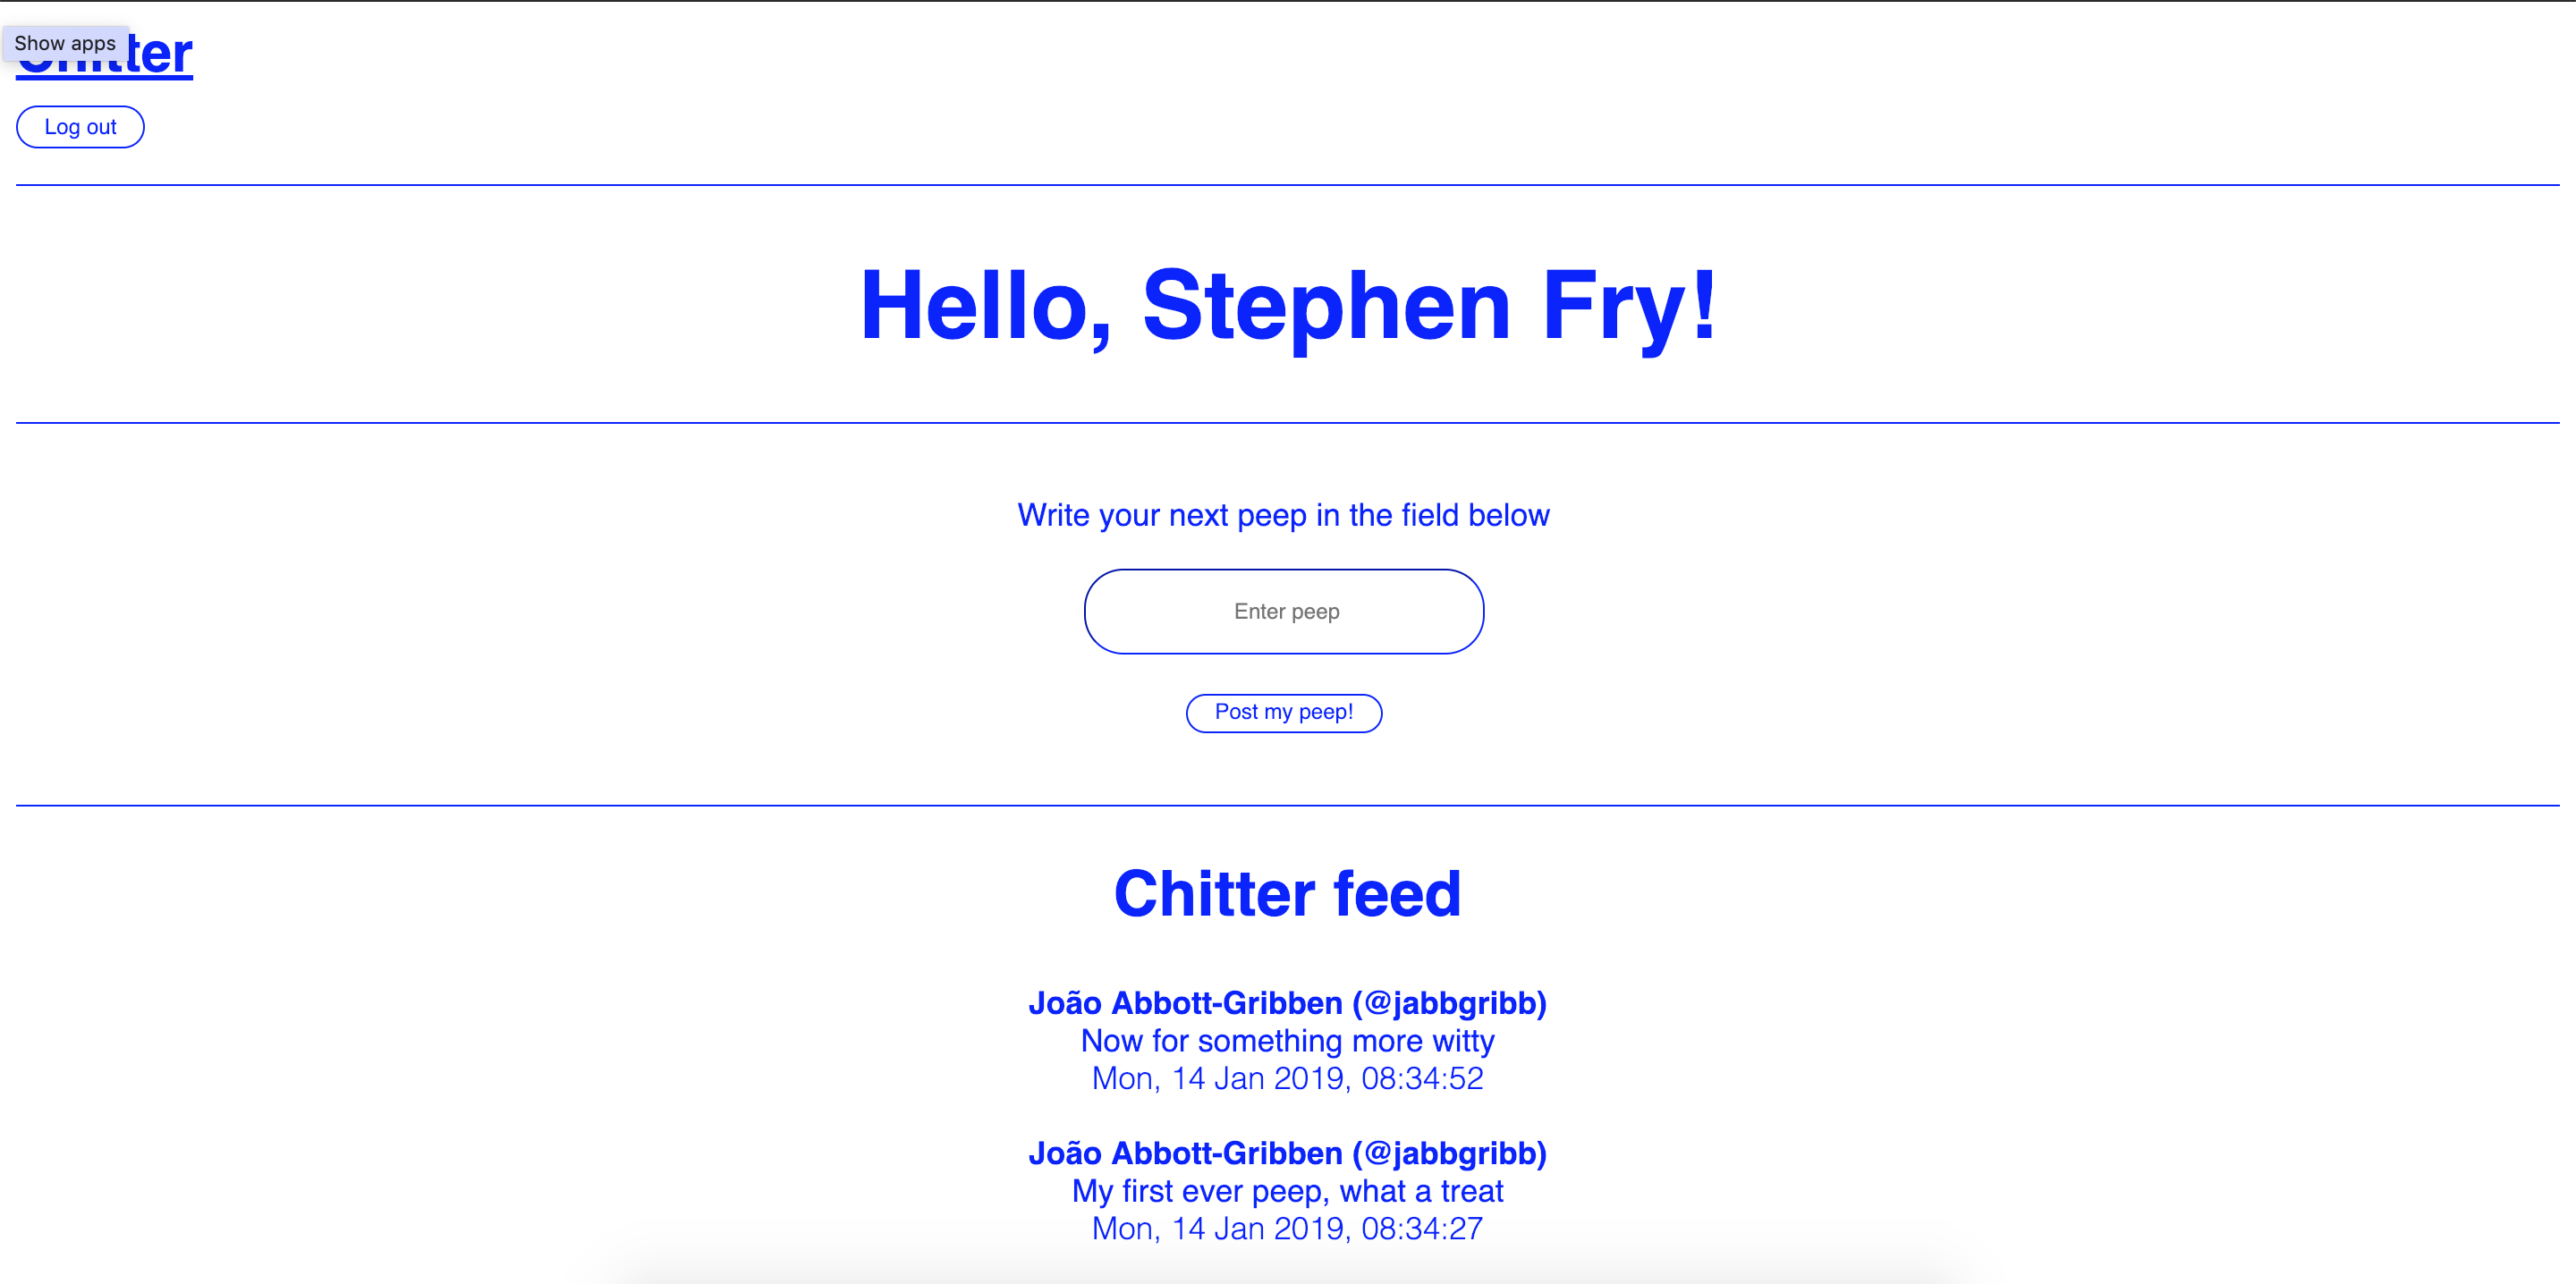 Show apps
Log out
Hello, Stephen Fry!
Write your next peep in the field below
Enter peep
Post my peep!
Chitter feed
João Abbott-Gribben (@jabbgribb)
Now for something more witty
Mon, 14 Jan 2019, 08:34:52
João Abbott-Gribben (@jabbgribb)
My first ever peep, what a treat
Mon, 14 Jan 2019, 08:34:27